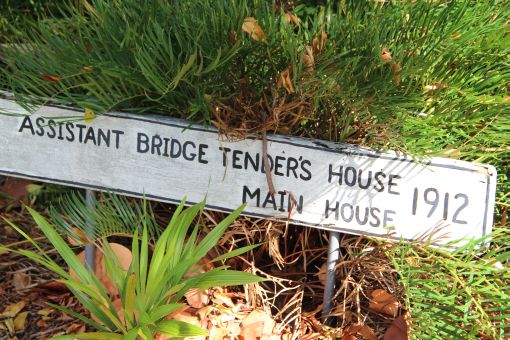 ASSISTANT BRIDGE TENDER'S HOUSE 1912
MAIN HOUSE